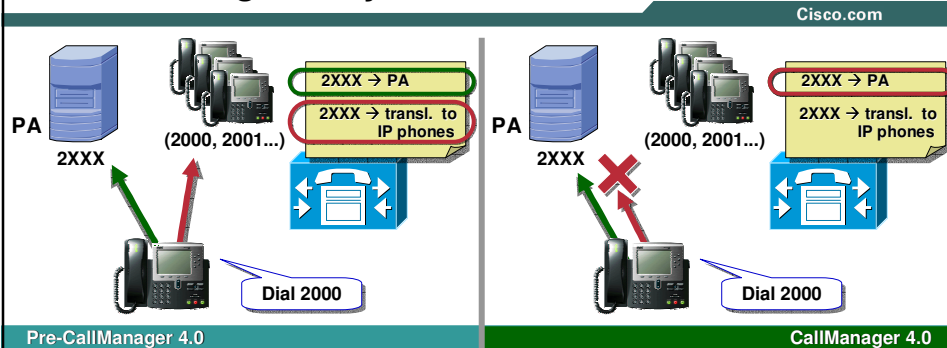 Cisco.com
PA
2XXX
(2000, 2001...)
2XXX → PA
2XXX → transl. to
IP phones
Dial 2000
Pre-CallManager 4.0
PA
2XXX
(2000, 2001...)
2XXX → PA
2XXX → transl. to
IP phones
Dial 2000
CallManager 4.0